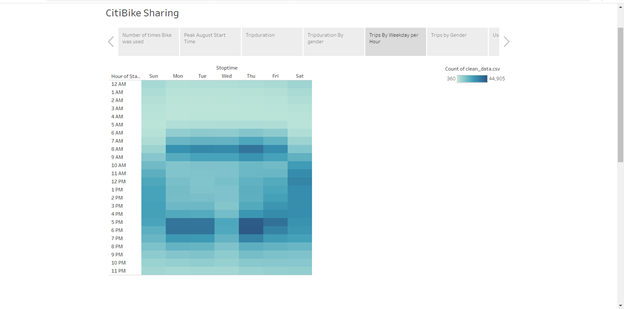 CitiBike Sharing
Number of times Bike
was used
Peak August Start
Time
Tripduration
Tripduration By
gender
Trips By Weekday per
Hour
Trips by Gender
Stoptime
Hour of Sta..
Sun Mon Tue Wed Thu Fri Sat
12 AM
1 AM
2 AM
3 AM
4 AM
5 AM
6 AM
7 AM
8 AM
9 AM
10 AM
11 AM
12 PM
1 PM
2 PM
3 PM
4 PM
5 PM
6 PM
7 PM
8 PM
9 PM
10 PM
11 PM
Count of clean_data.csv
360 44,905